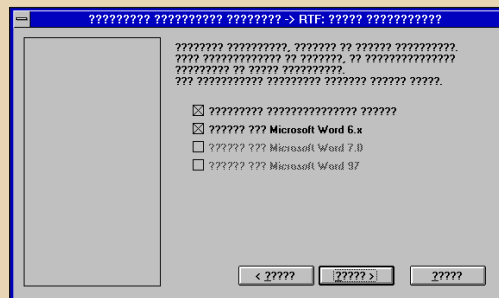 ????????? ?????????? ???????? -> RTF: ????? ???????????
???????? ??????????, ??????? ?? ?????? ??????????.
???? ????????????? ?? ???????, ?? ???????????????
????????? ?? ????? ??????????.
??? ??????????? ????????? ??????? ?????? ?????.
????????? ??????????????? ??????
?????? ??? Microsoft Word 6.x
?????? ??? Microsoft Word 7.0
?????? ??? Microsoft Word 97
< ????? ????? > ?????